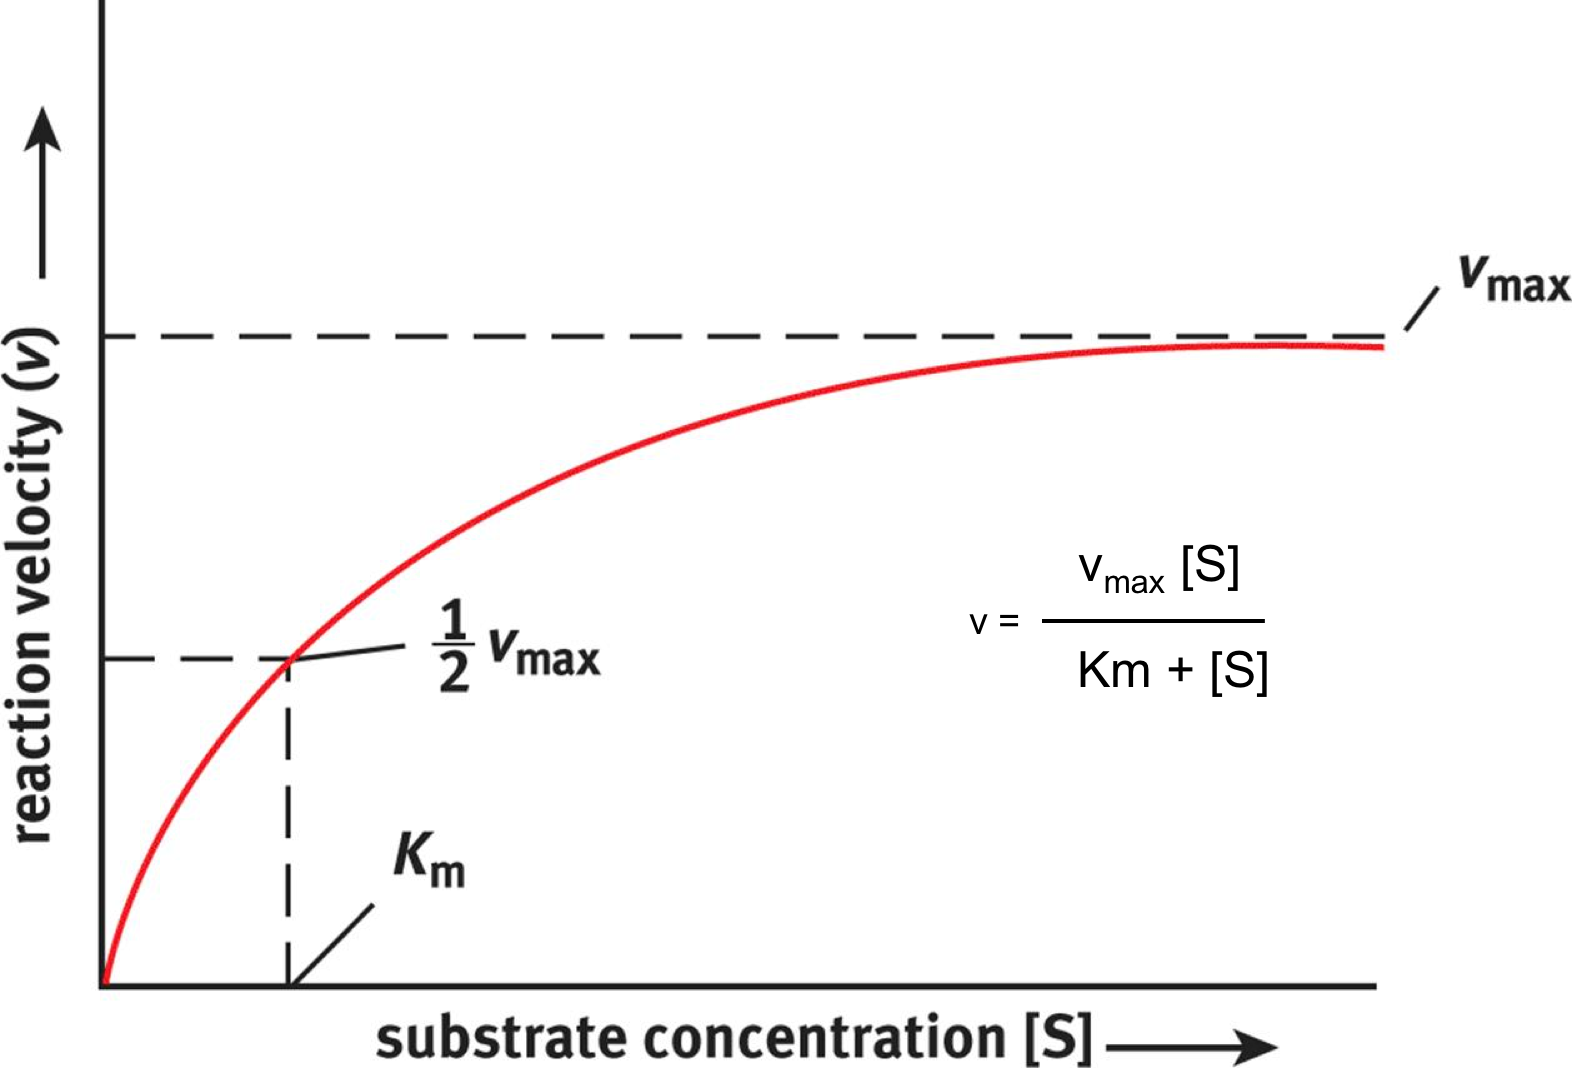 reaction velocity (v)
vmax
1
2
vmax
Km
vmax [S]
v =
Km + [S]
substrate concentration [S]